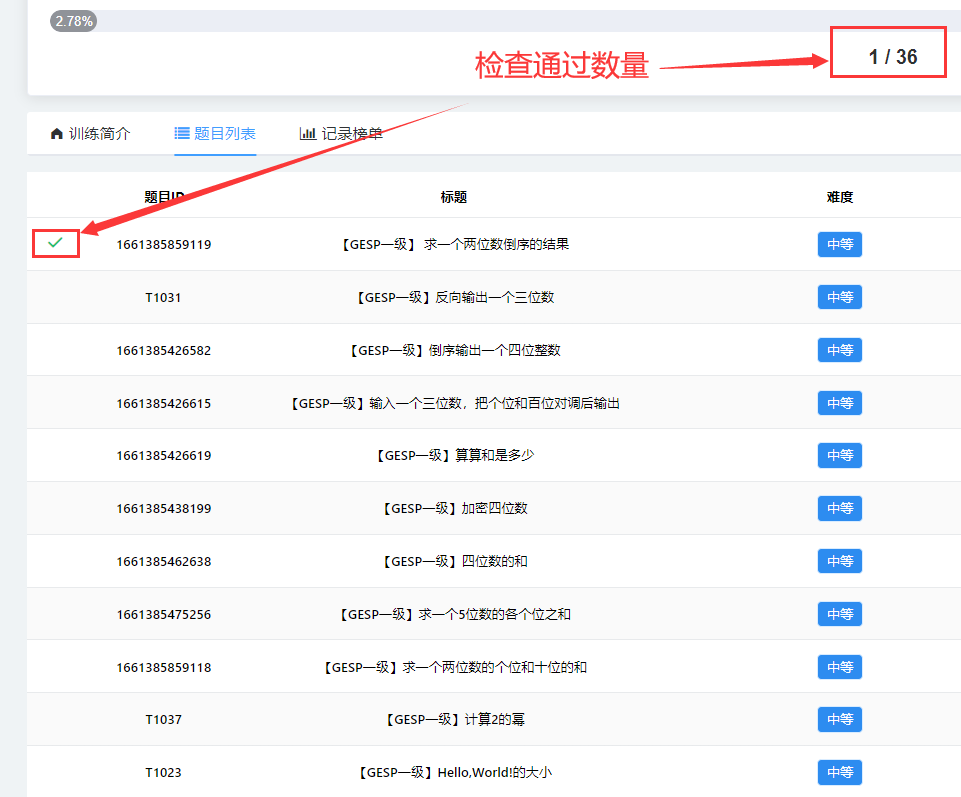 2.78%
检查通过数量
1 / 36
训练简介 题目列表 记录榜单
题目ID 标题 难度
1661385859119 【GESP一级】 求一个两位数倒序的结果 中等
T1031 【GESP一级】反向输出一个三位数 中等
1661385426582 【GESP一级】倒序输出一个四位整数 中等
1661385426615 【GESP一级】输入一个三位数，把个位和百位对调后输出 中等
1661385426619 【GESP一级】算算和是多少 中等
1661385438199 【GESP一级】加密四位数 中等
1661385462638 【GESP一级】四位数的和 中等
1661385475256 【GESP一级】求一个5位数的各个位之和 中等
1661385859118 【GESP一级】求一个两位数的个位和十位的和 中等
T1037 【GESP一级】计算2的幂 中等
T1023 【GESP一级】Hello,World!的大小 中等